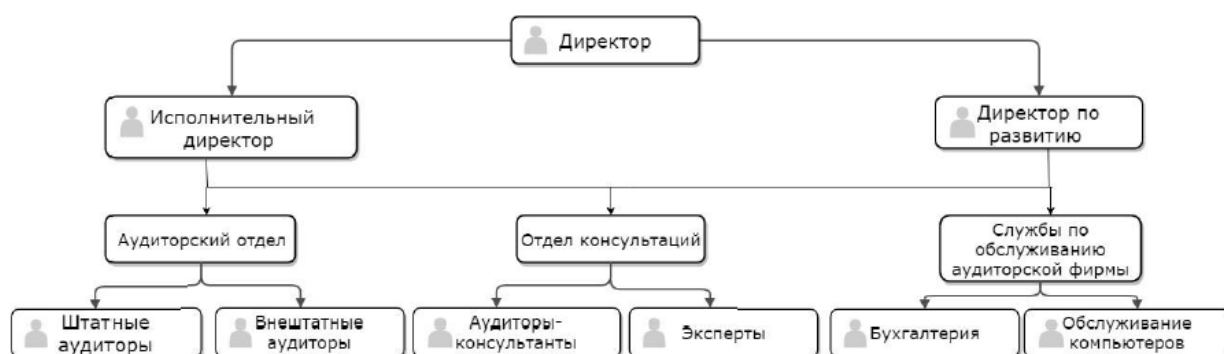 Директор
Исполнительный
директор
Директор по
развитию
Аудиторский отдел
Отдел консультаций
Службы по
обслуживанию
аудиторской фирмы
Штатные
аудиторы
Внештатные
аудиторы
Аудиторы-
консультанты
Эксперты
Бухгалтерия
Обслуживание
компьютеров